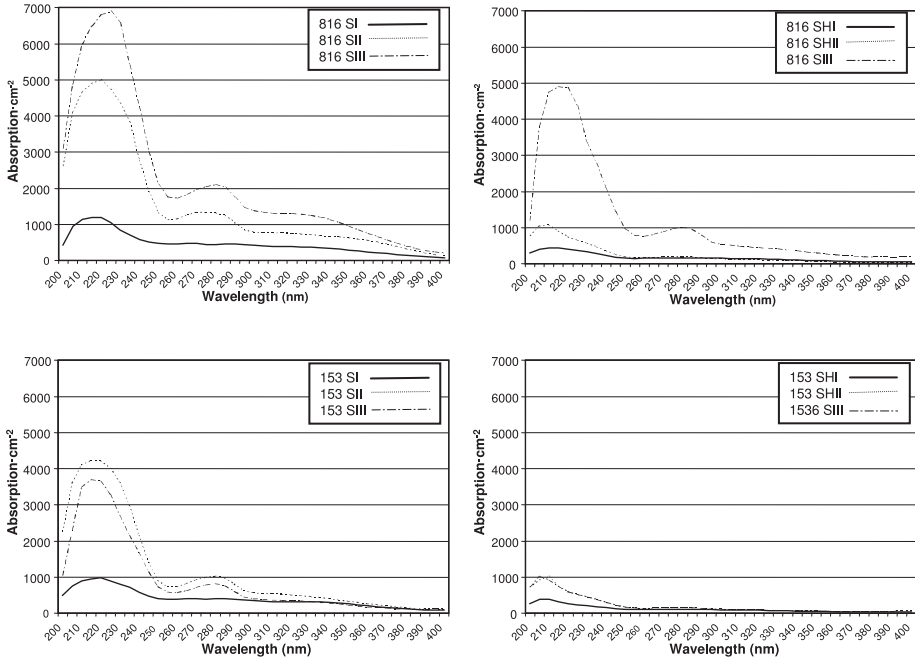 7000
6000
5000
4000
3000
2000
1000
0
Absorption·cm-2
816 SI
816 SII
816 SIII
200 210 220 230 240 250 260 270 280 290 300 310 320 330 340 350 360 370 380 390 400
Wavelength (nm)
7000
6000
5000
4000
3000
2000
1000
0
Absorption·cm-2
816 SHI
816 SHII
816 SIII
200 210 220 230 240 250 260 270 280 290 300 310 320 330 340 350 360 370 380 390 400
Wavelength (nm)
7000
6000
5000
4000
3000
2000
1000
0
Absorption·cm-2
153 SI
153 SII
153 SIII
200 210 220 230 240 250 260 270 280 290 300 310 320 330 340 350 360 370 380 390 400
Wavelength (nm)
7000
6000
5000
4000
3000
2000
1000
0
Absorption·cm-2
153 SHI
153 SHII
1536 SIII
200 210 220 230 240 250 260 270 280 290 300 310 320 330 340 350 360 370 380 390 400
Wavelength (nm)